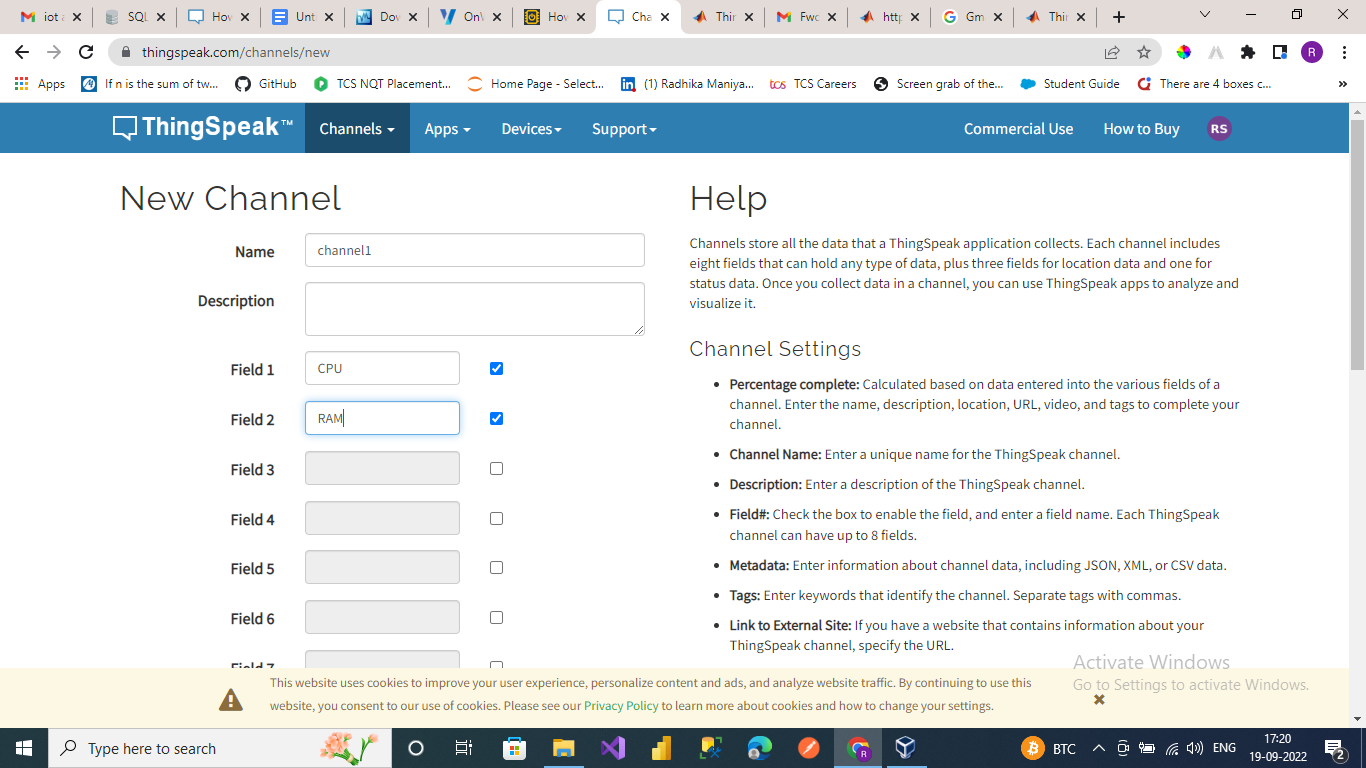 iot a
SQL
How
Unti
Dov
OnV
How
Cha
Thir
Fwc
http
Gm
Thin
thingspeak.com/channels/new
R
Apps
If n is the sum of tw...
GitHub
TCS NQT Placement...
Home Page - Select...
(1) Radhika Maniya...
tcs TCS Careers
Screen grab of the...
Student Guide
There are 4 boxes c...
»
ThingSpeak™
Channels
Apps
Devices
Support
Commercial Use
How to Buy
RS
New Channel
Name
channel1
Description
Field 1
CPU
Field 2
RAM
Field 3
Field 4
Field 5
Field 6
Field 7
Help
Channels store all the data that a ThingSpeak application collects. Each channel includes
eight fields that can hold any type of data, plus three fields for location data and one for
status data. Once you collect data in a channel, you can use ThingSpeak apps to analyze and
visualize it.
Channel Settings
• Percentage complete: Calculated based on data entered into the various fields of a
channel. Enter the name, description, location, URL, video, and tags to complete your
channel.
• Channel Name: Enter a unique name for the ThingSpeak channel.
• Description: Enter a description of the ThingSpeak channel.
• Field#: Check the box to enable the field, and enter a field name. Each ThingSpeak
channel can have up to 8 fields.
• Metadata: Enter information about channel data, including JSON, XML, or CSV data.
• Tags: Enter keywords that identify the channel. Separate tags with commas.
• Link to External Site: If you have a website that contains information about your
ThingSpeak channel, specify the URL.
Activate Windows
Go to Settings to activate Windows.
This website uses cookies to improve your user experience, personalize content and ads, and analyze website traffic. By continuing to use this
website, you consent to our use of cookies. Please see our Privacy Policy to learn more about cookies and how to change your settings.
Type here to search
R
BTC
ENG
17:20
19-09-2022
2